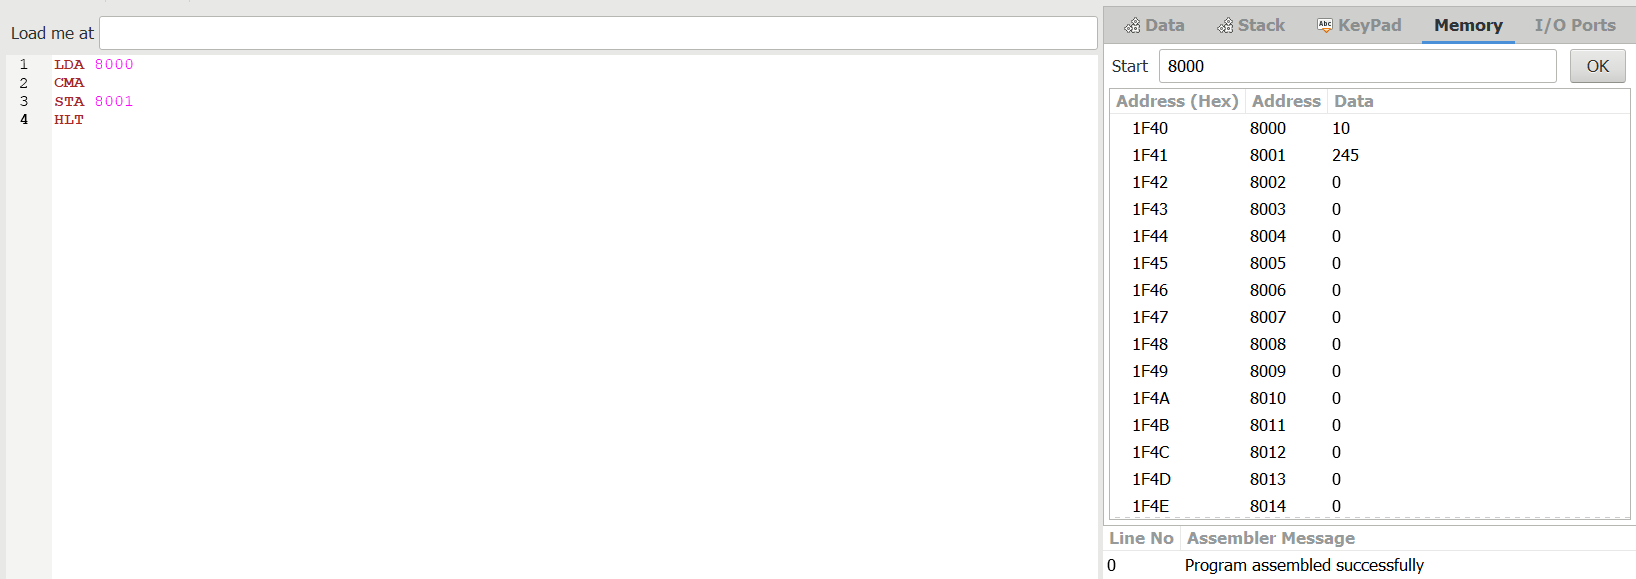 Load me at
1 LDA 8000
2 CMA
3 STA 8001
4 HLT
Data Stack Abc KeyPad Memory I/O Ports
Start 8000 OK
Address (Hex) Address Data
1F40 8000 10
1F41 8001 245
1F42 8002 0
1F43 8003 0
1F44 8004 0
1F45 8005 0
1F46 8006 0
1F47 8007 0
1F48 8008 0
1F49 8009 0
1F4A 8010 0
1F4B 8011 0
1F4C 8012 0
1F4D 8013 0
1F4E 8014 0
Line No Assembler Message
0 Program assembled successfully